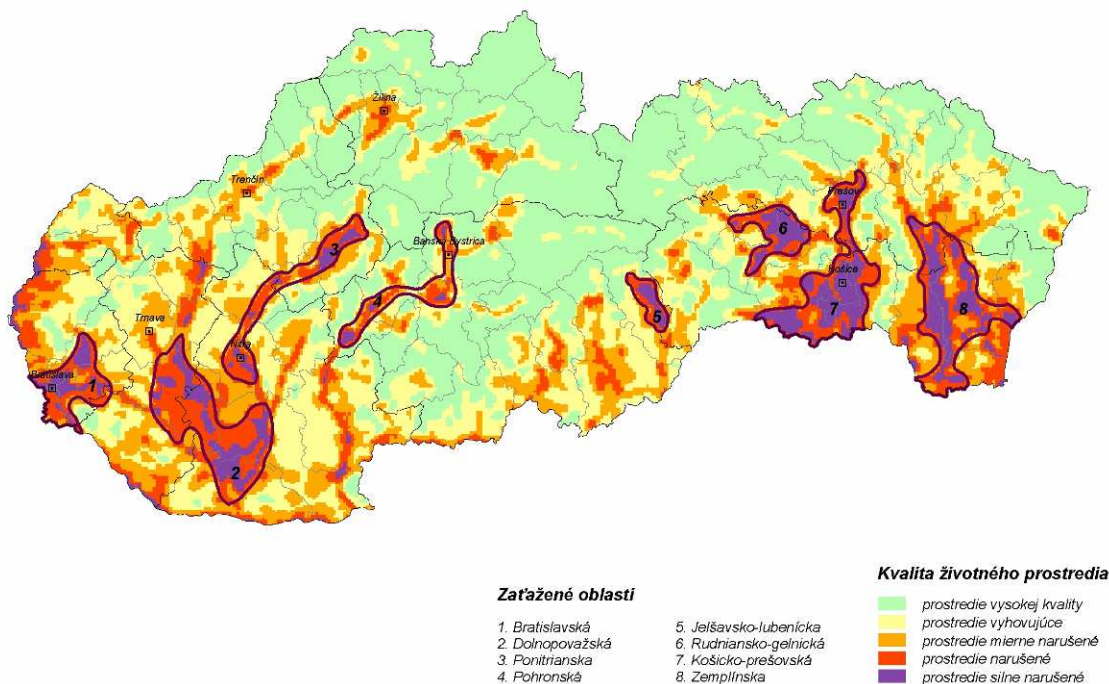 Žilina
Trenčín
Prešov
Banská Bystrica
Košice
Trnava
Nitra
Bratislava
1
2
3
4
5
6
7
8
Zaťažené oblasti
1. Bratislavská
2. Dolnopovažská
3. Ponitrianska
4. Pohronská
5. Jelšavsko-lubenícka
6. Rudniansko-gelnická
7. Košicko-prešovská
8. Zemplínska
Kvalita životného prostredia
prostredie vysokej kvality
prostredie vyhovujúce
prostredie mierne narušené
prostredie narušené
prostredie silne narušené